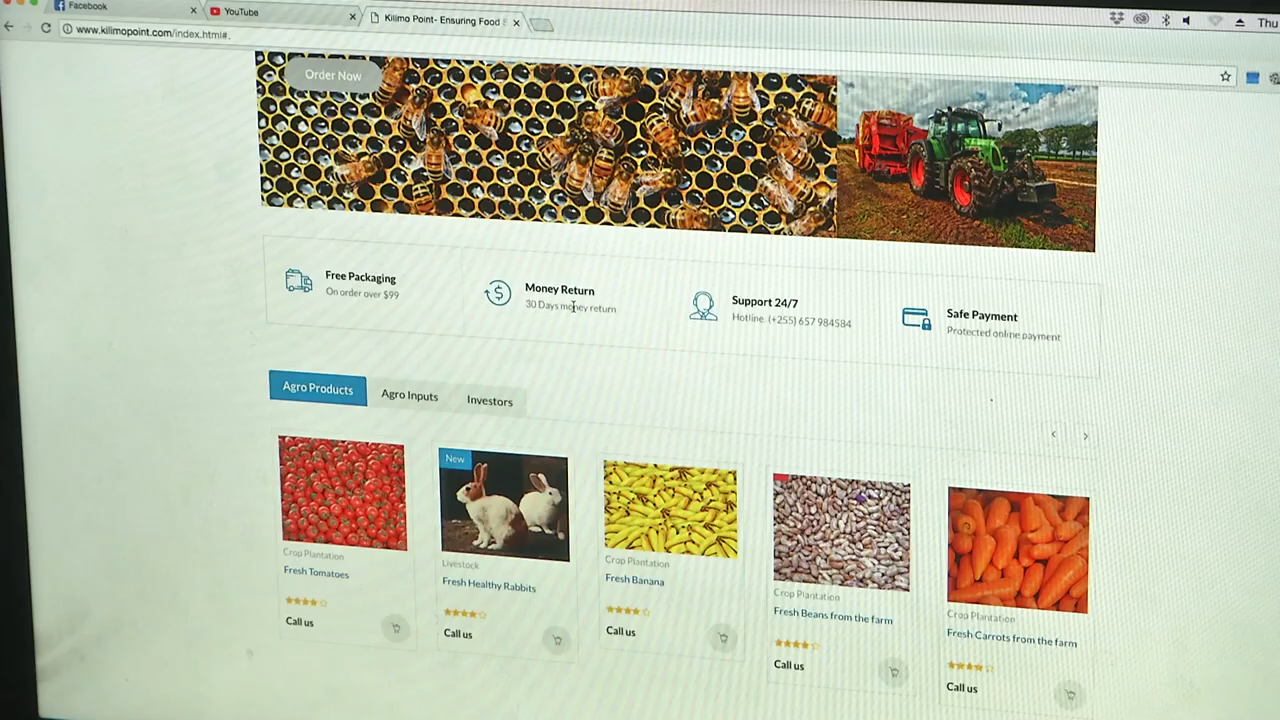 Facebook
YouTube
Kilimo Point- Ensuring Food
Thu
www.kilimopoint.com/index.html#.
Order Now
Free Packaging
On order over $99
Money Return
30 Days money return
Support 24/7
Hotline (+255) 657 984584
Safe Payment
Protected online payment
Agro Products
Agro Inputs
Investors
Crop Plantation
Fresh Tomatoes
Call us
New
Livestock
Fresh Healthy Rabbits
Call us
Crop Plantation
Fresh Banana
Call us
Crop Plantation
Fresh Beans from the farm
Call us
Crop Plantation
Fresh Carrots from the farm
Call us